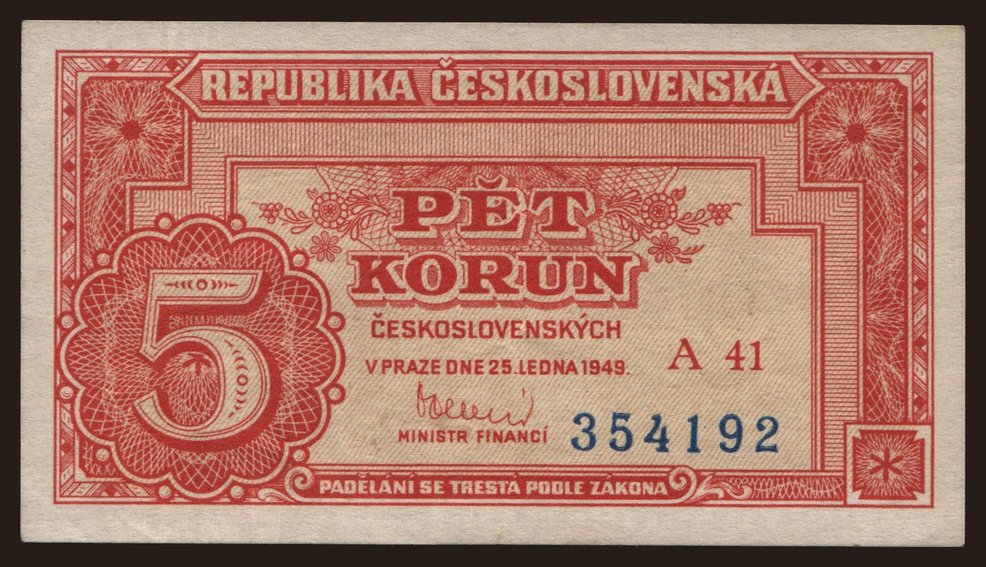 REPUBLIKA ČESKOSLOVENSKÁ
PĚT
KORUN
ČESKOSLOVENSKÝCH
V PRAZE DNE 25. LEDNA 1949.
A 41
MINISTR FINANCÍ
354192
5
PADĚLÁNÍ SE TRESTÁ PODLE ZÁKONA